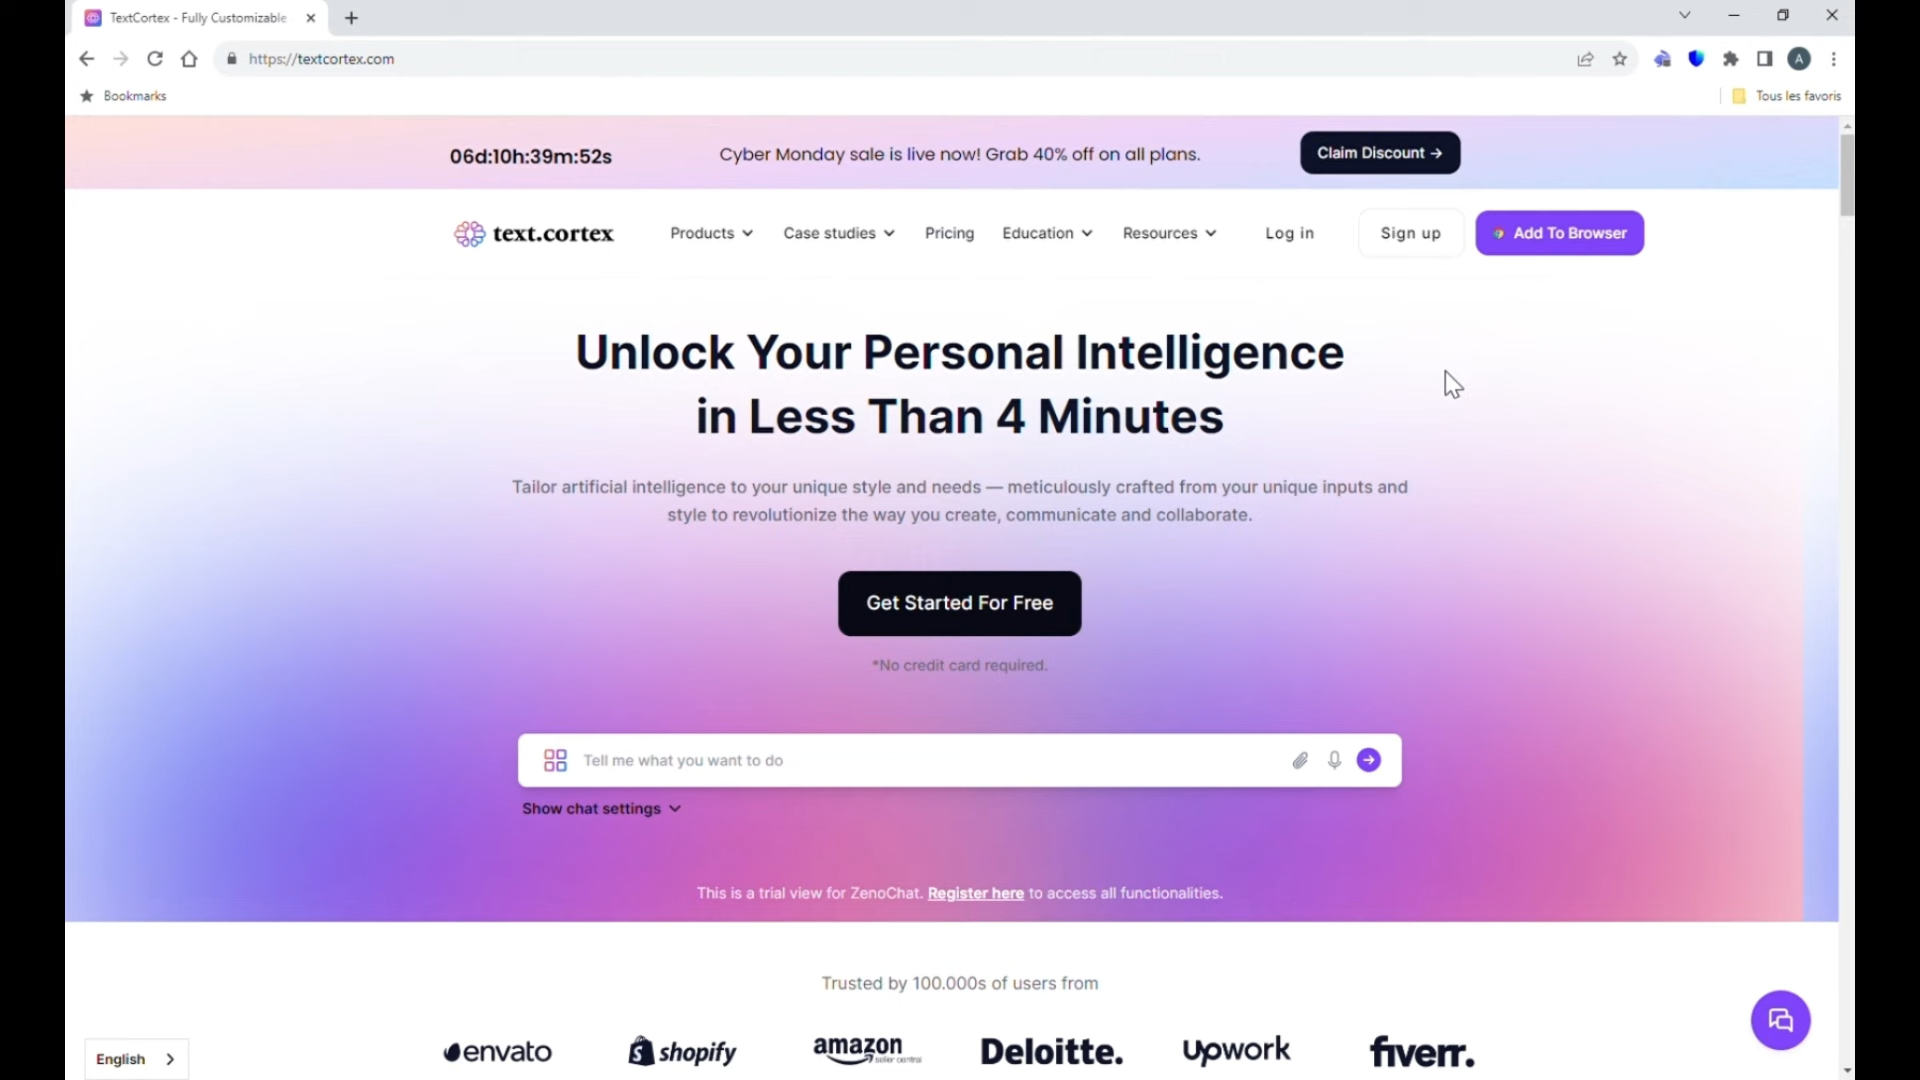 TextCortex - Fully Customizable
https://textcortex.com
A
Bookmarks
Tous les favoris
06d:10h:39m:52s
Cyber Monday sale is live now! Grab 40% off on all plans.
Claim Discount →
text.cortex
Products
Case studies
Pricing
Education
Resources
Log in
Sign up
Add To Browser
Unlock Your Personal Intelligence
in Less Than 4 Minutes
Tailor artificial intelligence to your unique style and needs — meticulously crafted from your unique inputs and
style to revolutionize the way you create, communicate and collaborate.
Get Started For Free
*No credit card required.
Tell me what you want to do
Show chat settings
This is a trial view for ZenoChat. Register here to access all functionalities.
Trusted by 100.000s of users from
envato
shopify
amazon
seller central
Deloitte.
upwork
fiverr.
English